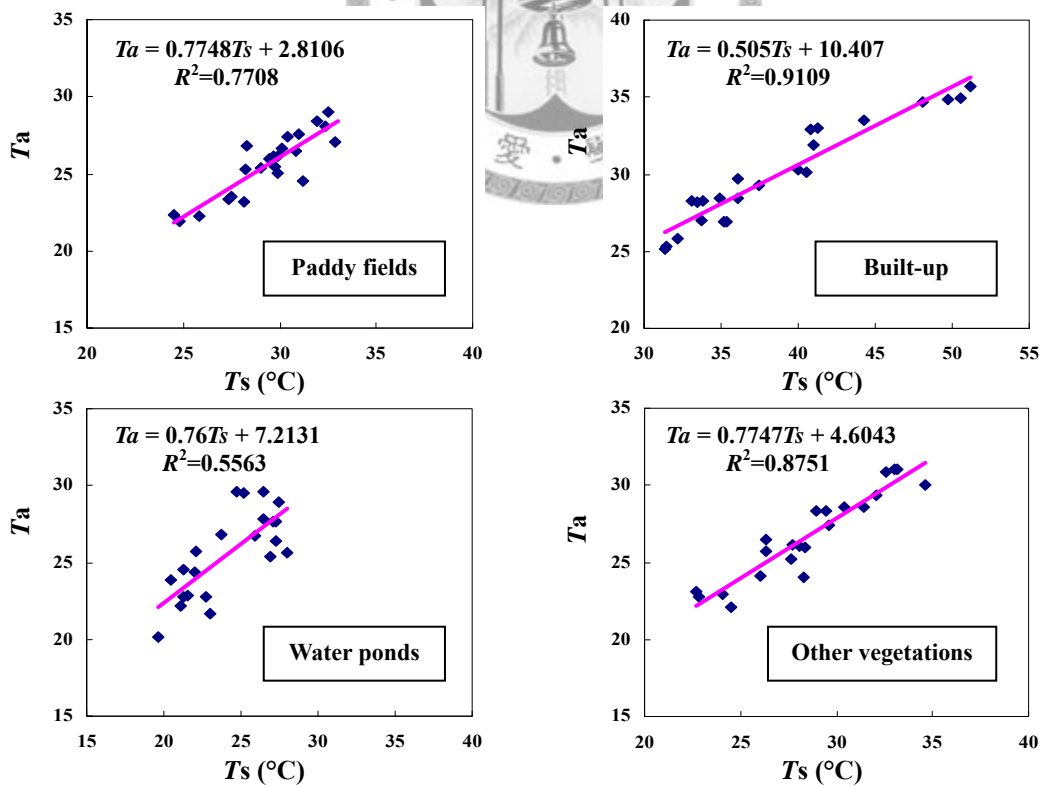 35
30
25
20
15
Ta
Ta = 0.7748Ts + 2.8106
R²=0.7708
Paddy fields
20 25 30 35 40
Ts (°C)
40
35
30
25
20
Ta
Ta = 0.505Ts + 10.407
R²=0.9109
Built-up
30 35 40 45 50 55
Ts (°C)
35
30
25
20
15
Ta
Ta = 0.76Ts + 7.2131
R²=0.5563
Water ponds
15 20 25 30 35 40
Ts (°C)
35
30
25
20
15
Ta
Ta = 0.7747Ts + 4.6043
R²=0.8751
Other vegetations
21 25 30 35 40
Ts (°C)